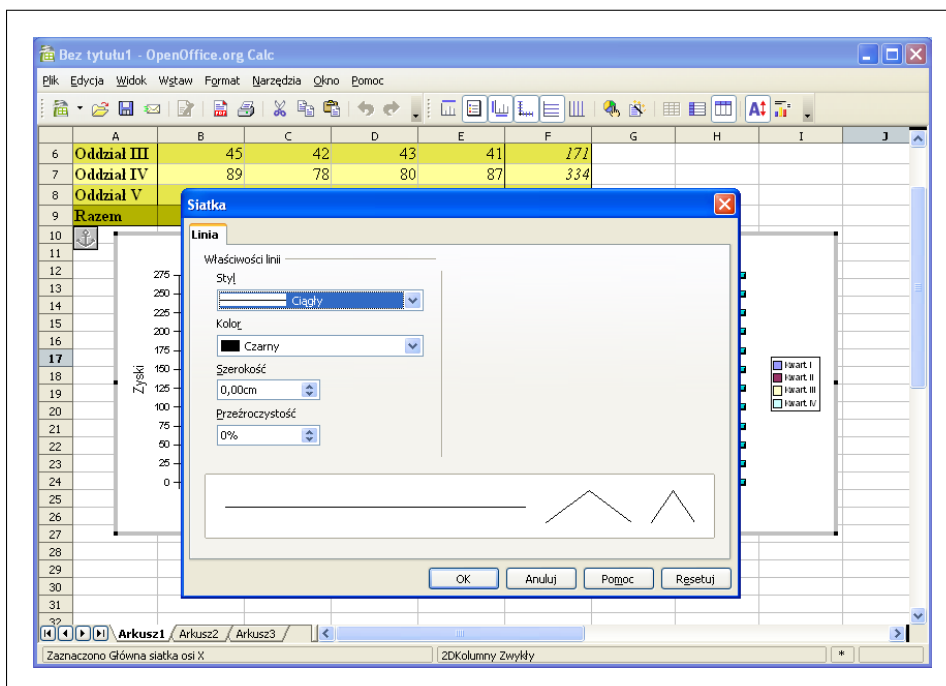 Bez tytułu1 - OpenOffice.org Calc
Plik Edycja Widok Wstaw Format Narzędzia Okno Pomoc
A B C D E F G H I J
6 Oddzial III 45 42 43 41 171
7 Oddzial IV 89 78 80 87 334
8 Oddzial V
9 Razem
10
11
12
13
14
15
16
17
18
19
20
21
22
23
24
25
26
27
28
29
30
31
32
275
250
225
200
175
150
125
100
75
50
25
0
Zyski
Kwart. I
Kwart. II
Kwart. III
Kwart. IV
Siatka
Linia
Właściwości linii
Styl
Ciągły
Kolor
Czarny
Szerokość
0,00cm
Przeźroczystość
0%
OK Anuluj Pomoc Resetuj
Arkusz1 Arkusz2 Arkusz3
Zaznaczono Główna siatka osi X 2DKolumny Zwykły *